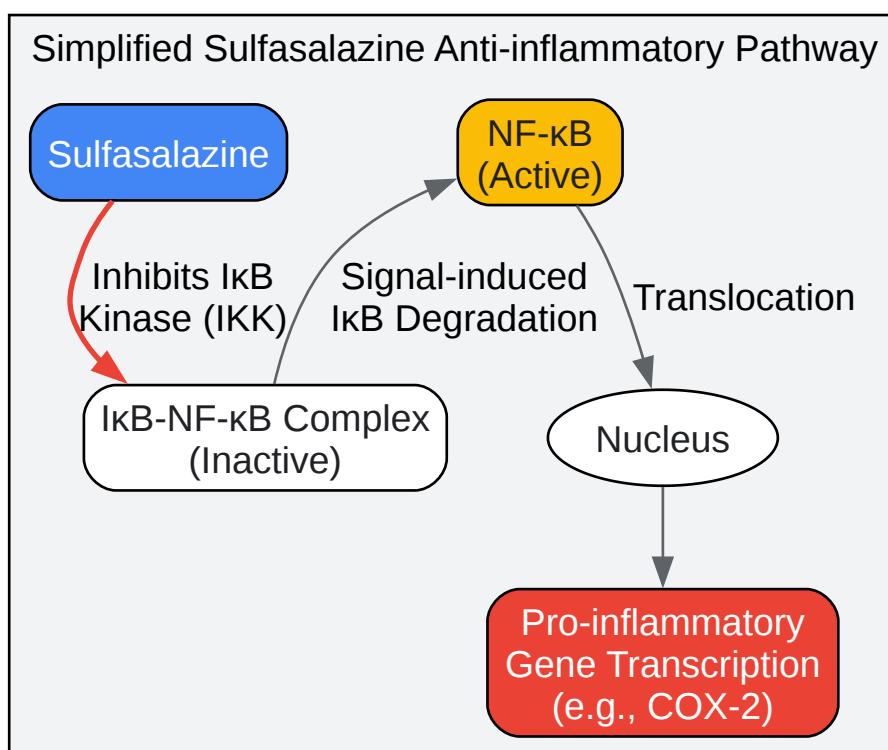 Simplified Sulfasalazine Anti-inflammatory Pathway
Sulfasalazine
NF-κB
(Active)
Inhibits IκB
Kinase (IKK)
Signal-induced
IκB Degradation
Translocation
IκB-NF-κB Complex
(Inactive)
Nucleus
Pro-inflammatory
Gene Transcription
(e.g., COX-2)